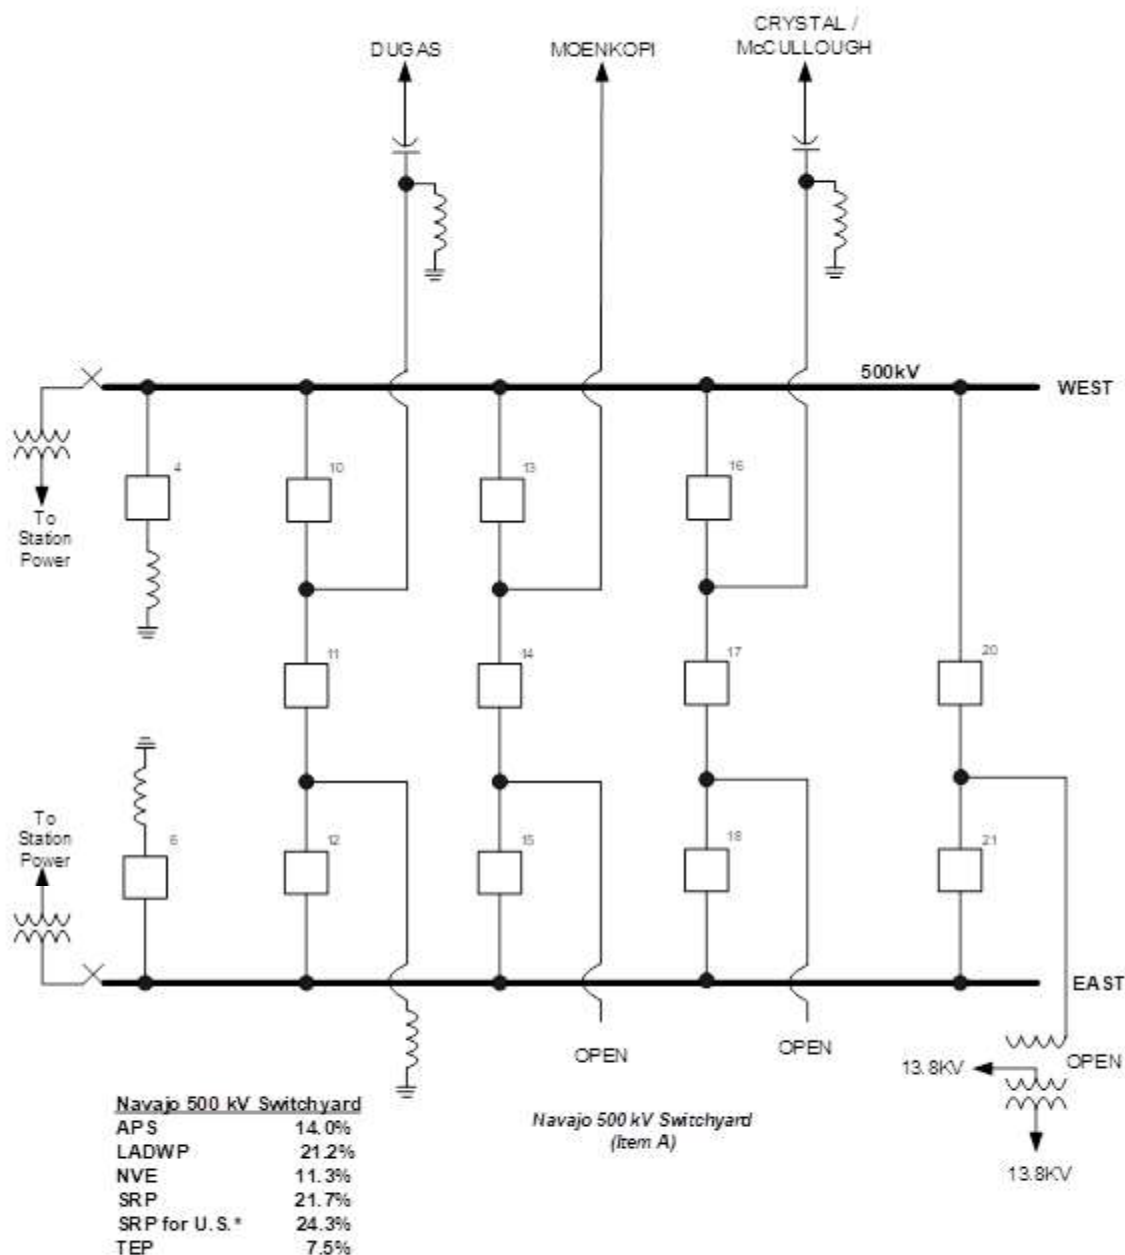 DUGAS
MOENKOPI
CRYSTAL /
McCULLOUGH
500kV
WEST
To
Station
Power
4
10
13
16
11
14
17
20
To
Station
Power
6
12
15
18
21
EAST
OPEN
OPEN
OPEN
13.8KV
13.8KV
Navajo 500 kV Switchyard
APS 14.0%
LADWP 21.2%
NVE 11.3%
SRP 21.7%
SRP for U.S.* 24.3%
TEP 7.5%
Navajo 500 kV Switchyard
(Item A)